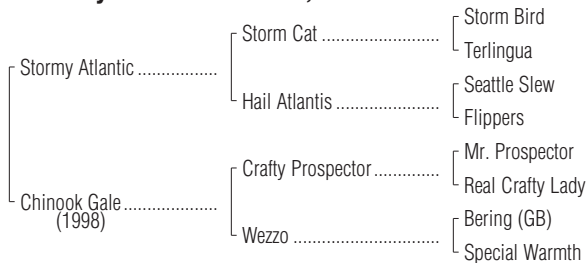 Storm Bird
Storm Cat ..............................
Terlingua
Stormy Atlantic ....................
Seattle Slew
Hail Atlantis ..........................
Flippers
Mr. Prospector
Crafty Prospector ................
Real Crafty Lady
Chinook Gale ........................
(1998)
Bering (GB)
Wezzo ....................................
Special Warmth